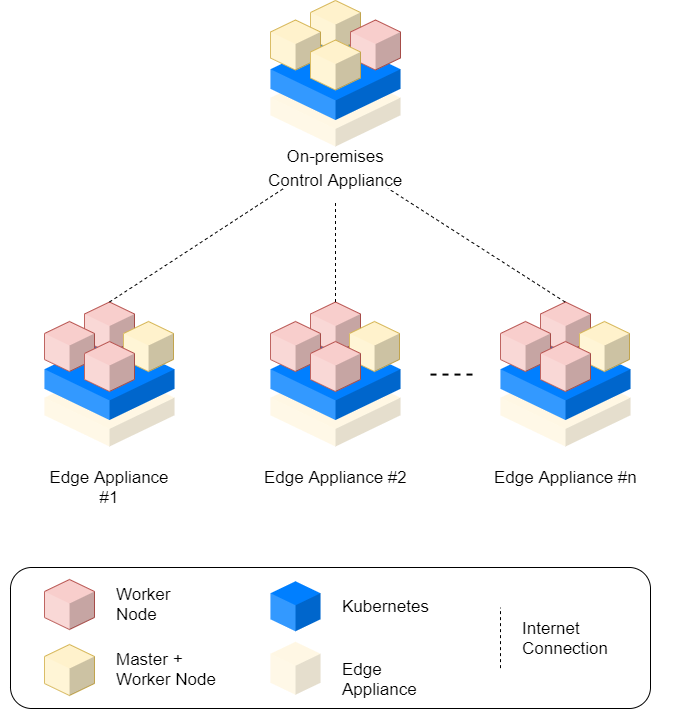 On-premises
Control Appliance
Edge Appliance
#1
Edge Appliance #2
Edge Appliance #n
Worker
Node
Kubernetes
Internet
Connection
Master +
Worker Node
Edge
Appliance